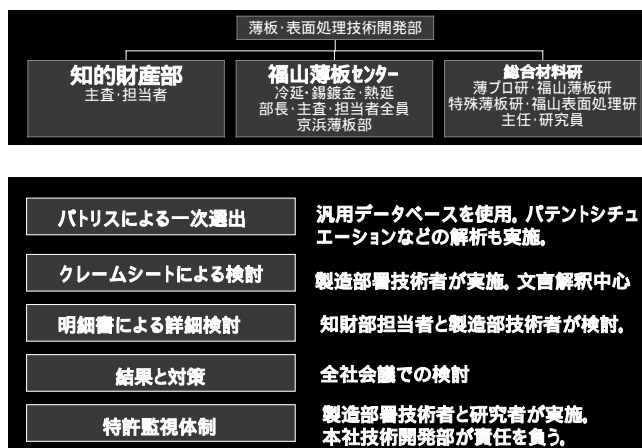 薄板・表面処理技術開発部
知的財産部
主査・担当者
福山薄板センター
冷延・錫鍍金・熱延
部長・主査・担当者全員
京浜薄板部
総合材料研
薄プロ研・福山薄板研
特殊薄板研・福山表面処理研
主任・研究員
パトリスによる一次選出
汎用データベースを使用。パテントシチュ
エーションなどの解析も実施。
クレームシートによる検討
製造部署技術者が実施。文言解釈中心
明細書による詳細検討
知財部担当者と製造部技術者が検討。
結果と対策
全社会議での検討
特許監視体制
製造部署技術者と研究者が実施。
本社技術開発部が責任を負う。